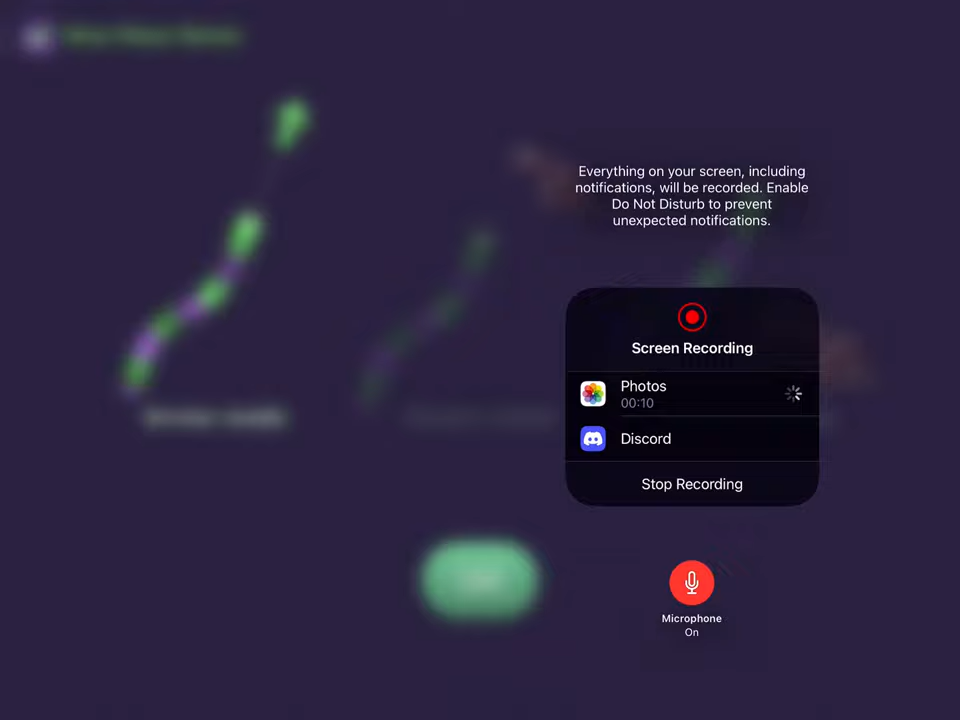 Everything on your screen, including
notifications, will be recorded. Enable
Do Not Disturb to prevent
unexpected notifications.
Screen Recording
Photos
00:10
Discord
Stop Recording
Microphone
On